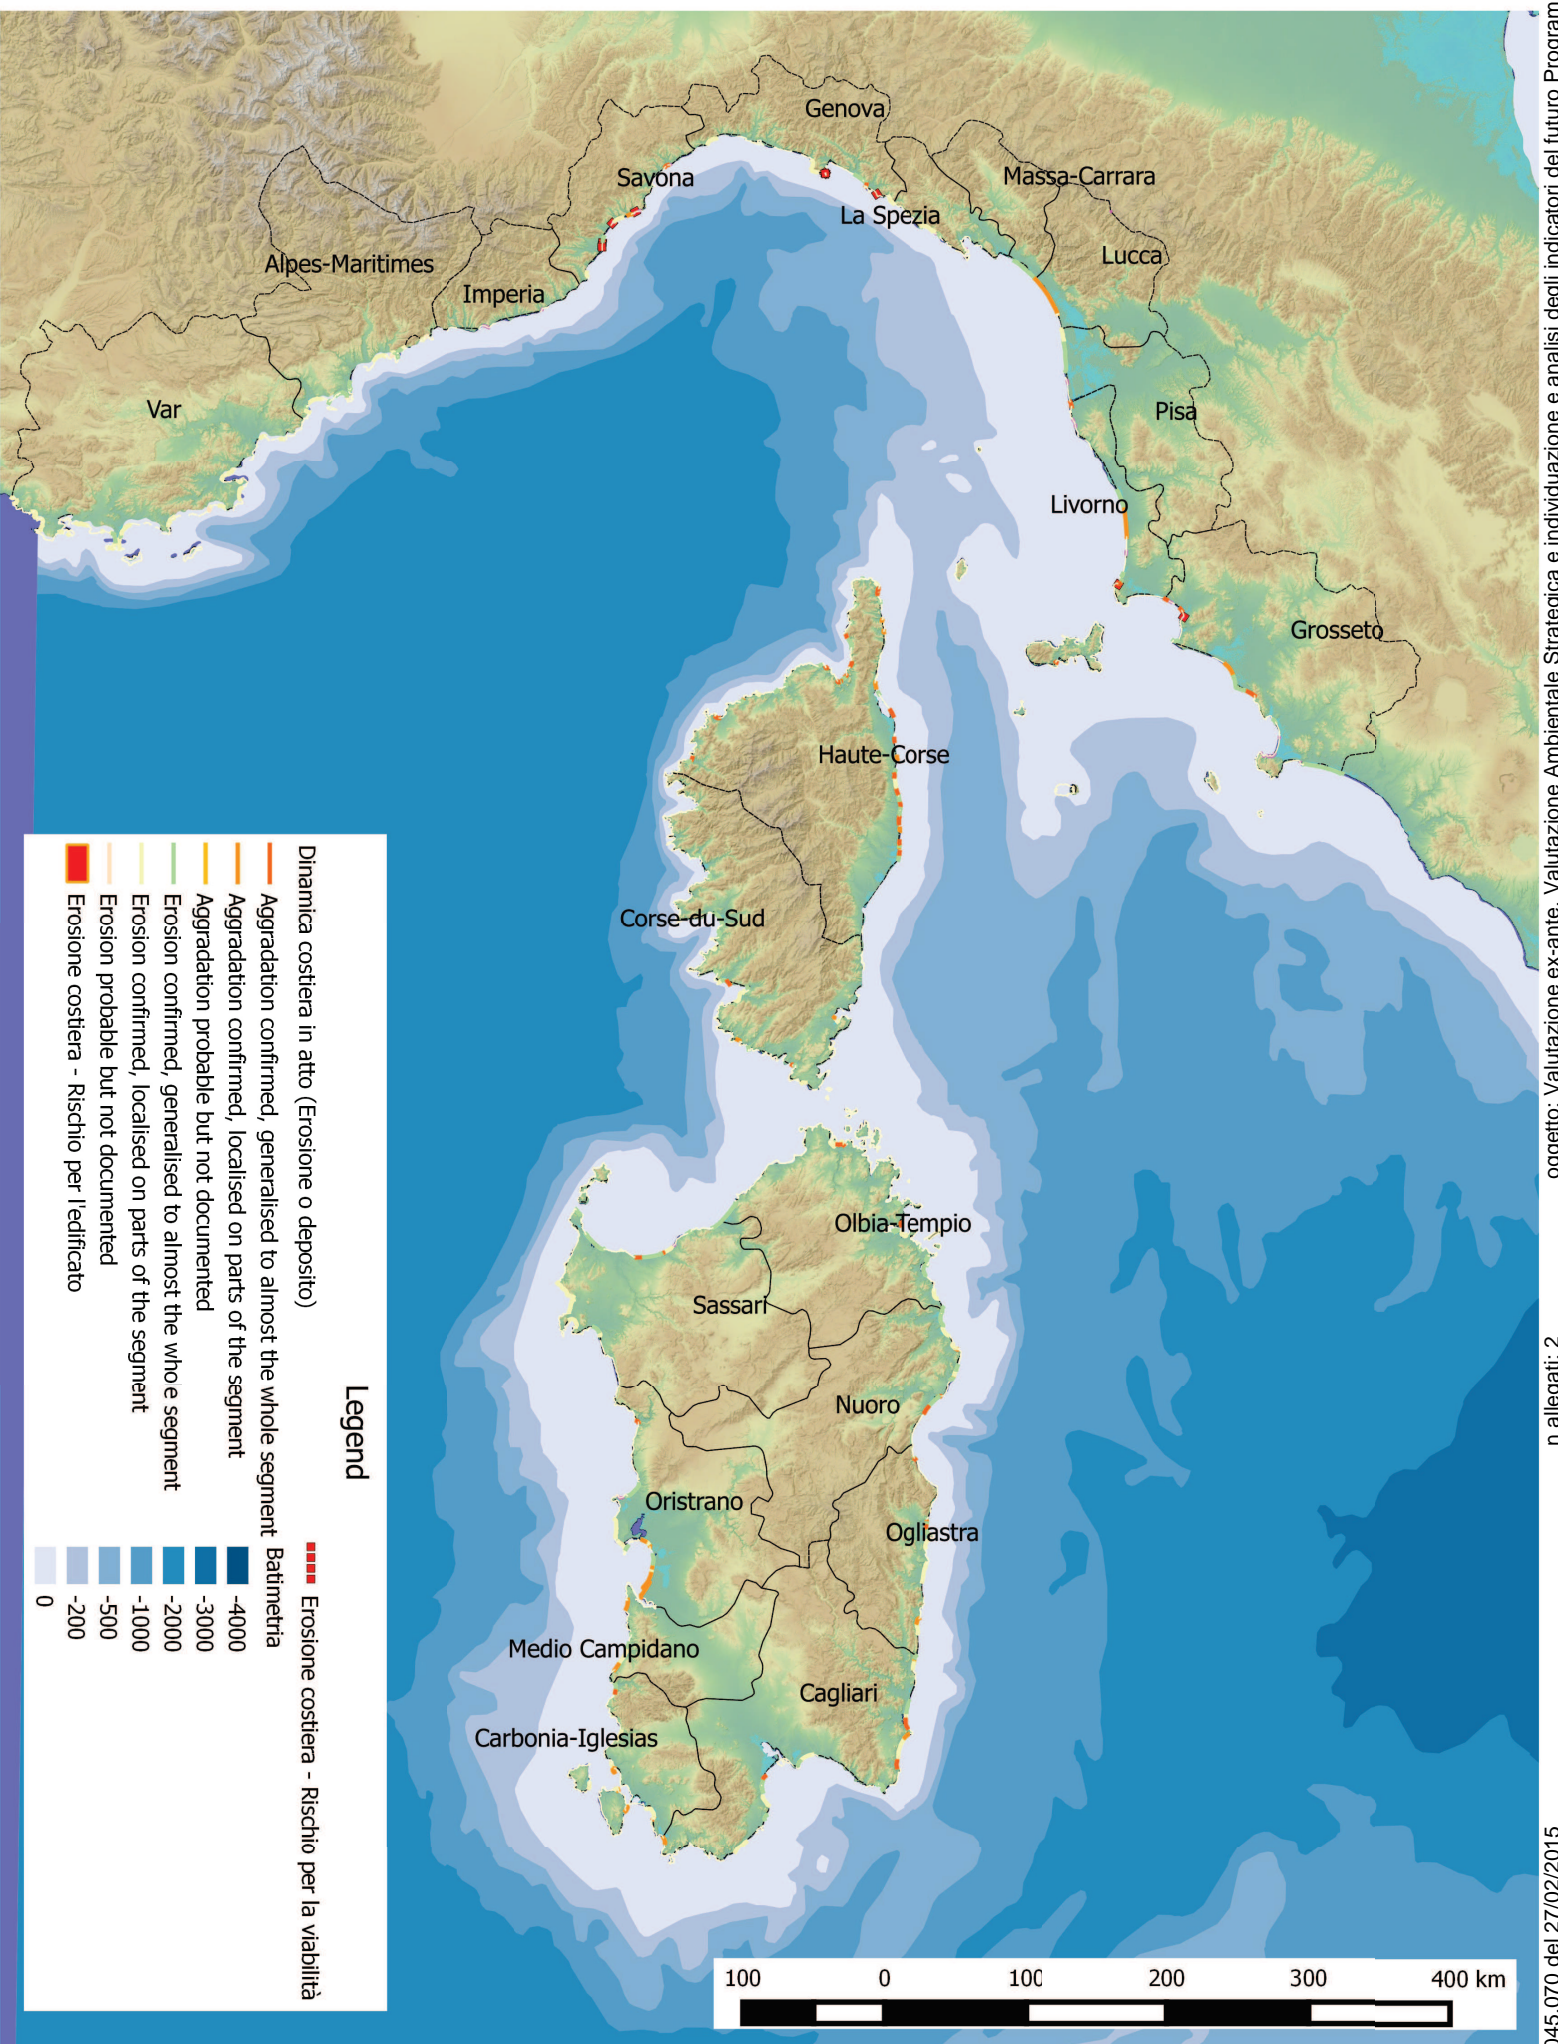 oggetto: Valutazione ex-ante, Valutazione Ambientale Strategica e individuazione e analisi degli indicatori del futuro Program
n allegati: 2
045.070 del 27/02/2015
Genova
Massa-Carrara
Savona
La Spezia
Lucca
Alpes-Maritimes
Imperia
Var
Pisa
Livorno
Grosseto
Haute-Corse
Corse-du-Sud
Olbia-Tempio
Sassari
Nuoro
Oristrano
Ogliastra
Medio Campidano
Cagliari
Carbonia-Iglesias
Legend
Dinamica costiera in atto (Erosione o deposito)
Aggradation confirmed, generalised to almost the whole segment
Aggradation confirmed, localised on parts of the segment
Aggradation probable but not documented
Erosion confirmed, generalised to almost the whole segment
Erosion confirmed, localised on parts of the segment
Erosion probable but not documented
Erosione costiera - Rischio per l'edificato
Erosione costiera - Rischio per la viabilità
Batimetria
-4000
-3000
-2000
-1000
-500
-200
0
100 0 100 200 300 400 km